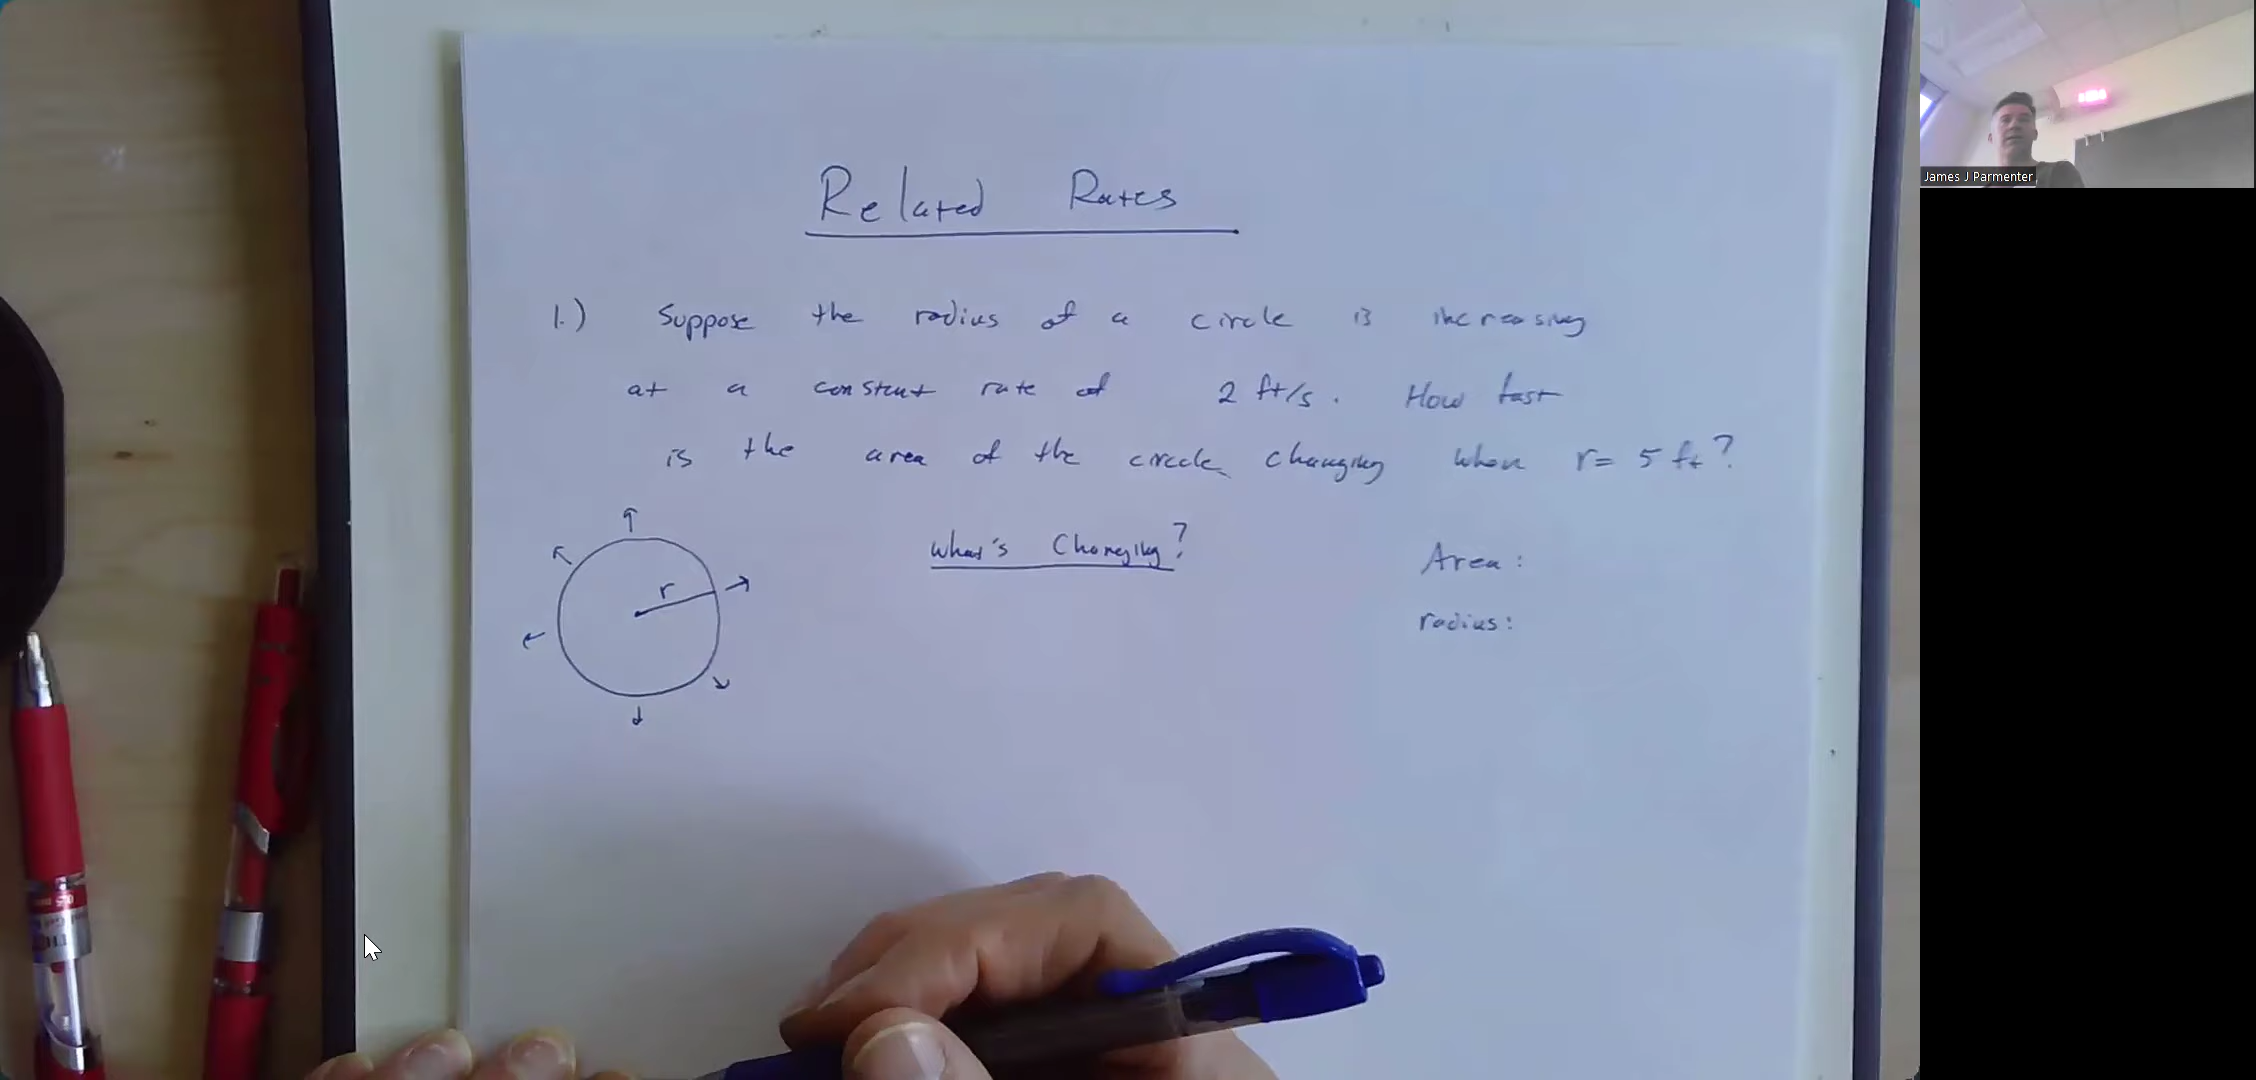 Related Rates
1.) Suppose the radius of a circle is increasing
at a constant rate of 2 ft/s. How fast
is the area of the circle changing when r= 5 ft?
r
What's Changing?
Area:
radius:
James J Parmenter